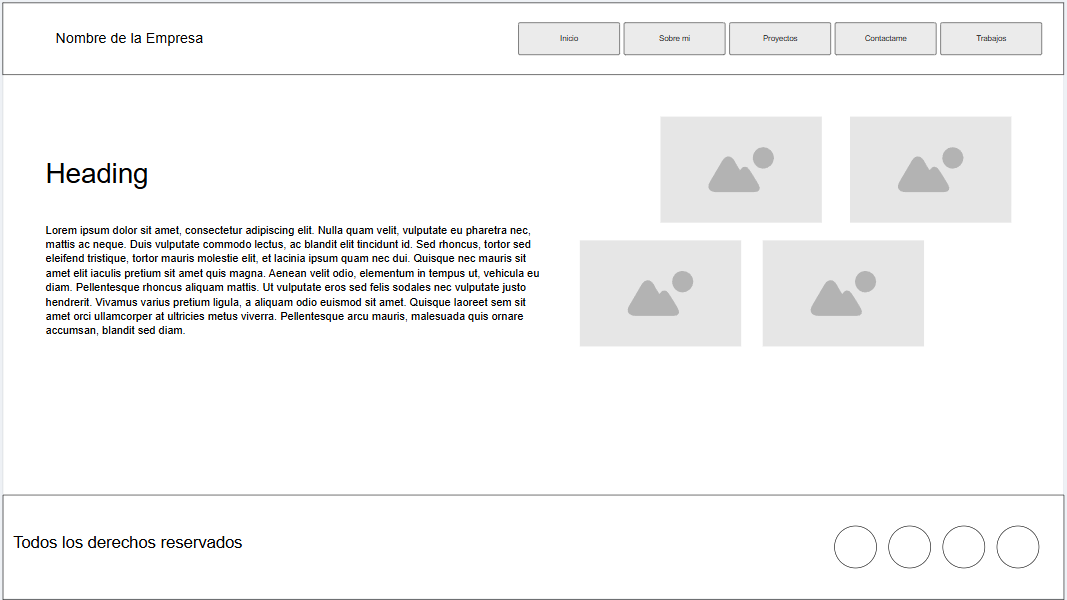 Nombre de la Empresa
Inicio
Sobre mi
Proyectos
Contactame
Trabajos
Heading
Lorem ipsum dolor sit amet, consectetur adipiscing elit. Nulla quam velit, vulputate eu pharetra nec,
mattis ac neque. Duis vulputate commodo lectus, ac blandit elit tincidunt id. Sed rhoncus, tortor sed
eleifend tristique, tortor mauris molestie elit, et lacinia ipsum quam nec dui. Quisque nec mauris sit
amet elit iaculis pretium sit amet quis magna. Aenean velit odio, elementum in tempus ut, vehicula eu
diam. Pellentesque rhoncus aliquam mattis. Ut vulputate eros sed felis sodales nec vulputate justo
hendrerit. Vivamus varius pretium ligula, a aliquam odio euismod sit amet. Quisque laoreet sem sit
amet orci ullamcorper at ultricies metus viverra. Pellentesque arcu mauris, malesuada quis ornare
accumsan, blandit sed diam.
Todos los derechos reservados